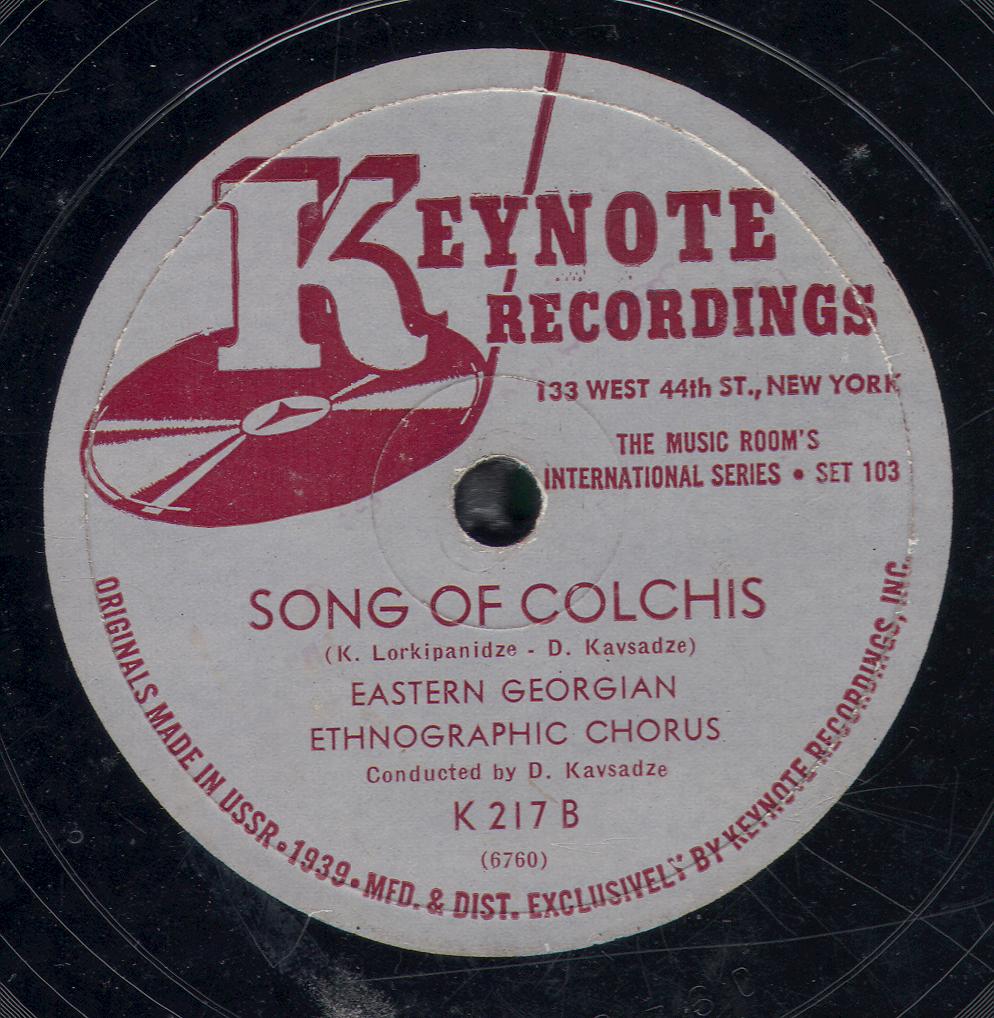 KEYNOTE
RECORDINGS
133 WEST 44th ST., NEW YORK
THE MUSIC ROOM'S
INTERNATIONAL SERIES • SET 103
SONG OF COLCHIS
(K. Lorkipanidze - D. Kavsadze)
EASTERN GEORGIAN
ETHNOGRAPHIC CHORUS
Conducted by D. Kavsadze
K 217 B
(6760)
ORIGINALS MADE IN USSR • 1939 • MFD. & DIST. EXCLUSIVELY BY KEYNOTE RECORDINGS, INC.